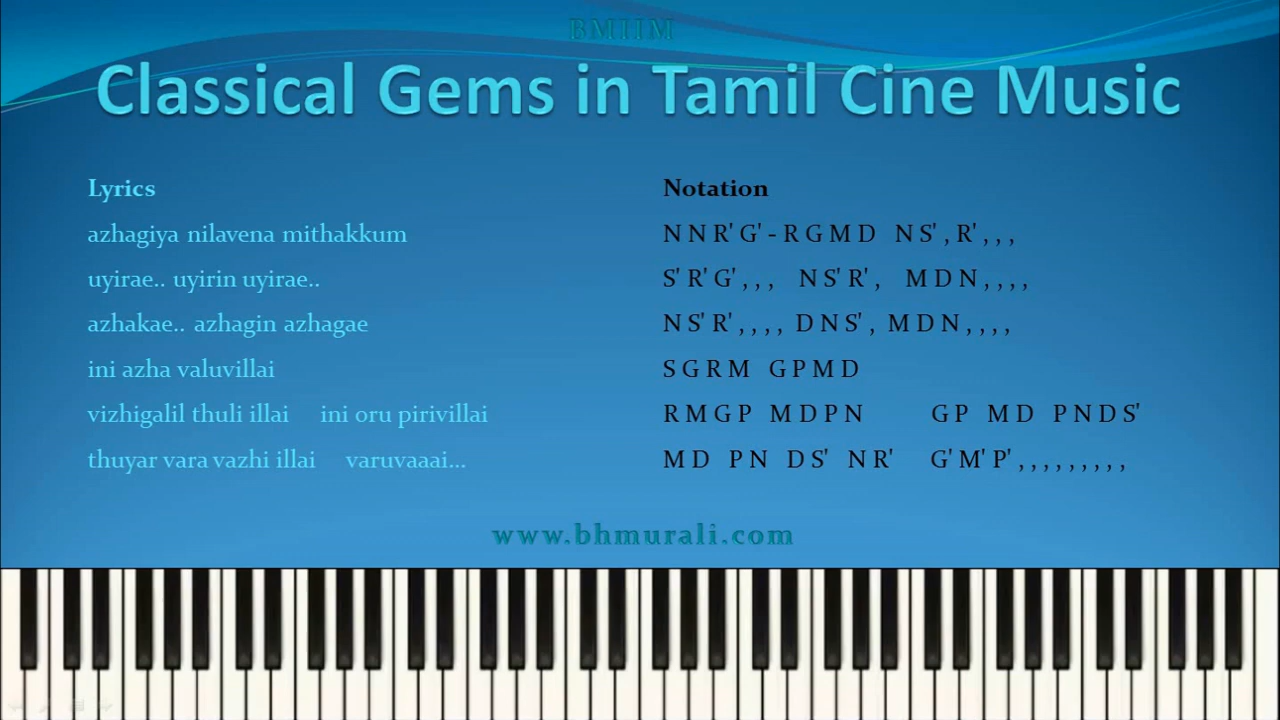 BMIIM
Classical Gems in Tamil Cine Music
Lyrics Notation
azhagiya nilavena mithakkum N N R' G' - R G M D N S' , R' , , ,
uyirae.. uyirin uyirae.. S' R' G' , , , N S' R' , M D N , , , ,
azhakae.. azhagin azhagae N S' R' , , , , D N S' , M D N , , , ,
ini azha valuvillai S G R M G P M D
vizhigalil thuli illai ini oru pirivillai R M G P M D P N G P M D P N D S'
thuyar vara vazhi illai varuvaaai... M D P N D S' N R' G' M' P' , , , , , , , , ,
www.bhmurali.com